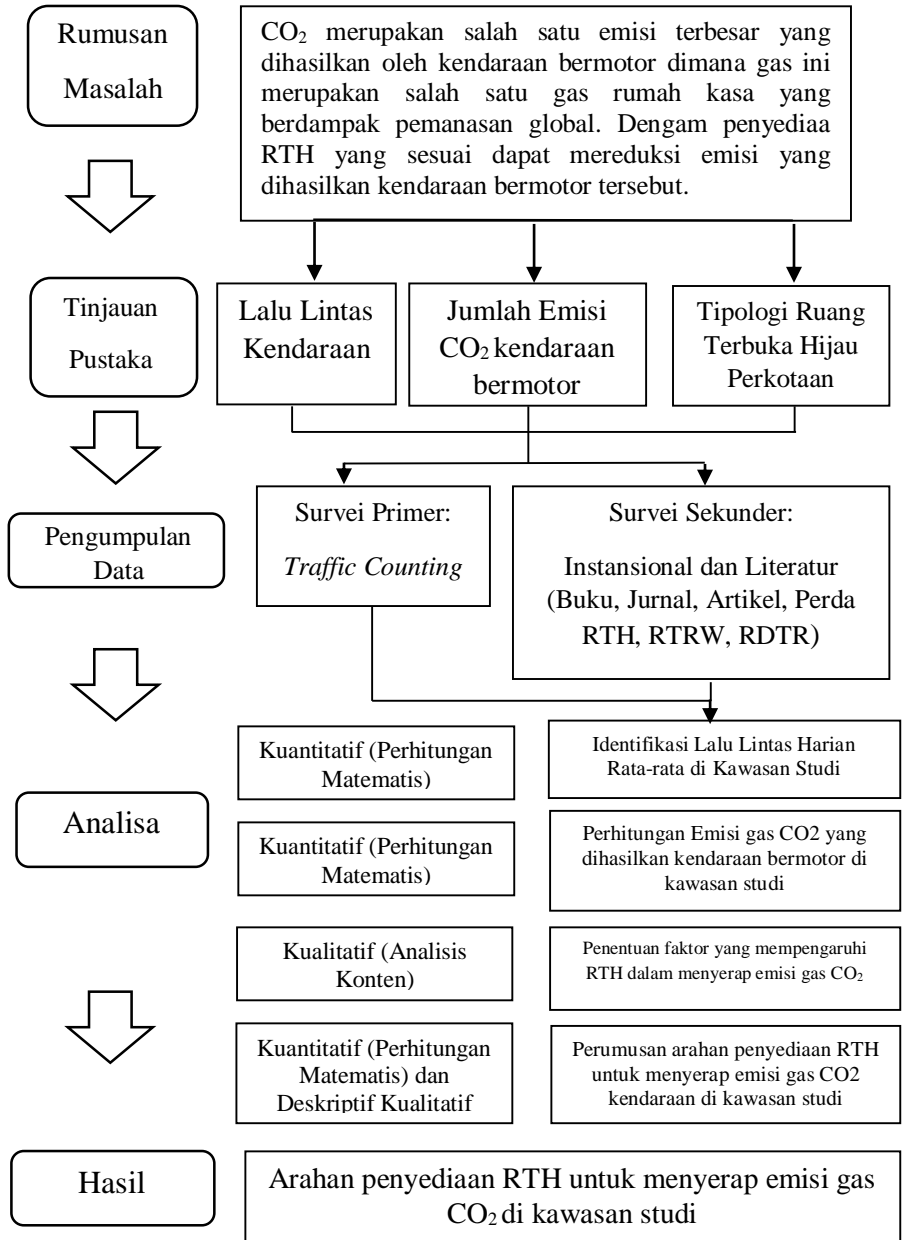 Rumusan
Masalah
CO₂ merupakan salah satu emisi terbesar yang
dihasilkan oleh kendaraan bermotor dimana gas ini
merupakan salah satu gas rumah kasa yang
berdampak pemanasan global. Dengam penyediaa
RTH yang sesuai dapat mereduksi emisi yang
dihasilkan kendaraan bermotor tersebut.
Tinjauan
Pustaka
Lalu Lintas
Kendaraan
Jumlah Emisi
CO₂ kendaraan
bermotor
Tipologi Ruang
Terbuka Hijau
Perkotaan
Pengumpulan
Data
Survei Primer:
Traffic Counting
Survei Sekunder:
Instansional dan Literatur
(Buku, Jurnal, Artikel, Perda
RTH, RTRW, RDTR)
Analisa
Kuantitatif (Perhitungan
Matematis)
Identifikasi Lalu Lintas Harian
Rata-rata di Kawasan Studi
Kuantitatif (Perhitungan
Matematis)
Perhitungan Emisi gas CO2 yang
dihasilkan kendaraan bermotor di
kawasan studi
Kualitatif (Analisis
Konten)
Penentuan faktor yang mempengaruhi
RTH dalam menyerap emisi gas CO₂
Kuantitatif (Perhitungan
Matematis) dan
Deskriptif Kualitatif
Perumusan arahan penyediaan RTH
untuk menyerap emisi gas CO2
kendaraan di kawasan studi
Hasil
Arahan penyediaan RTH untuk menyerap emisi gas
CO₂ di kawasan studi